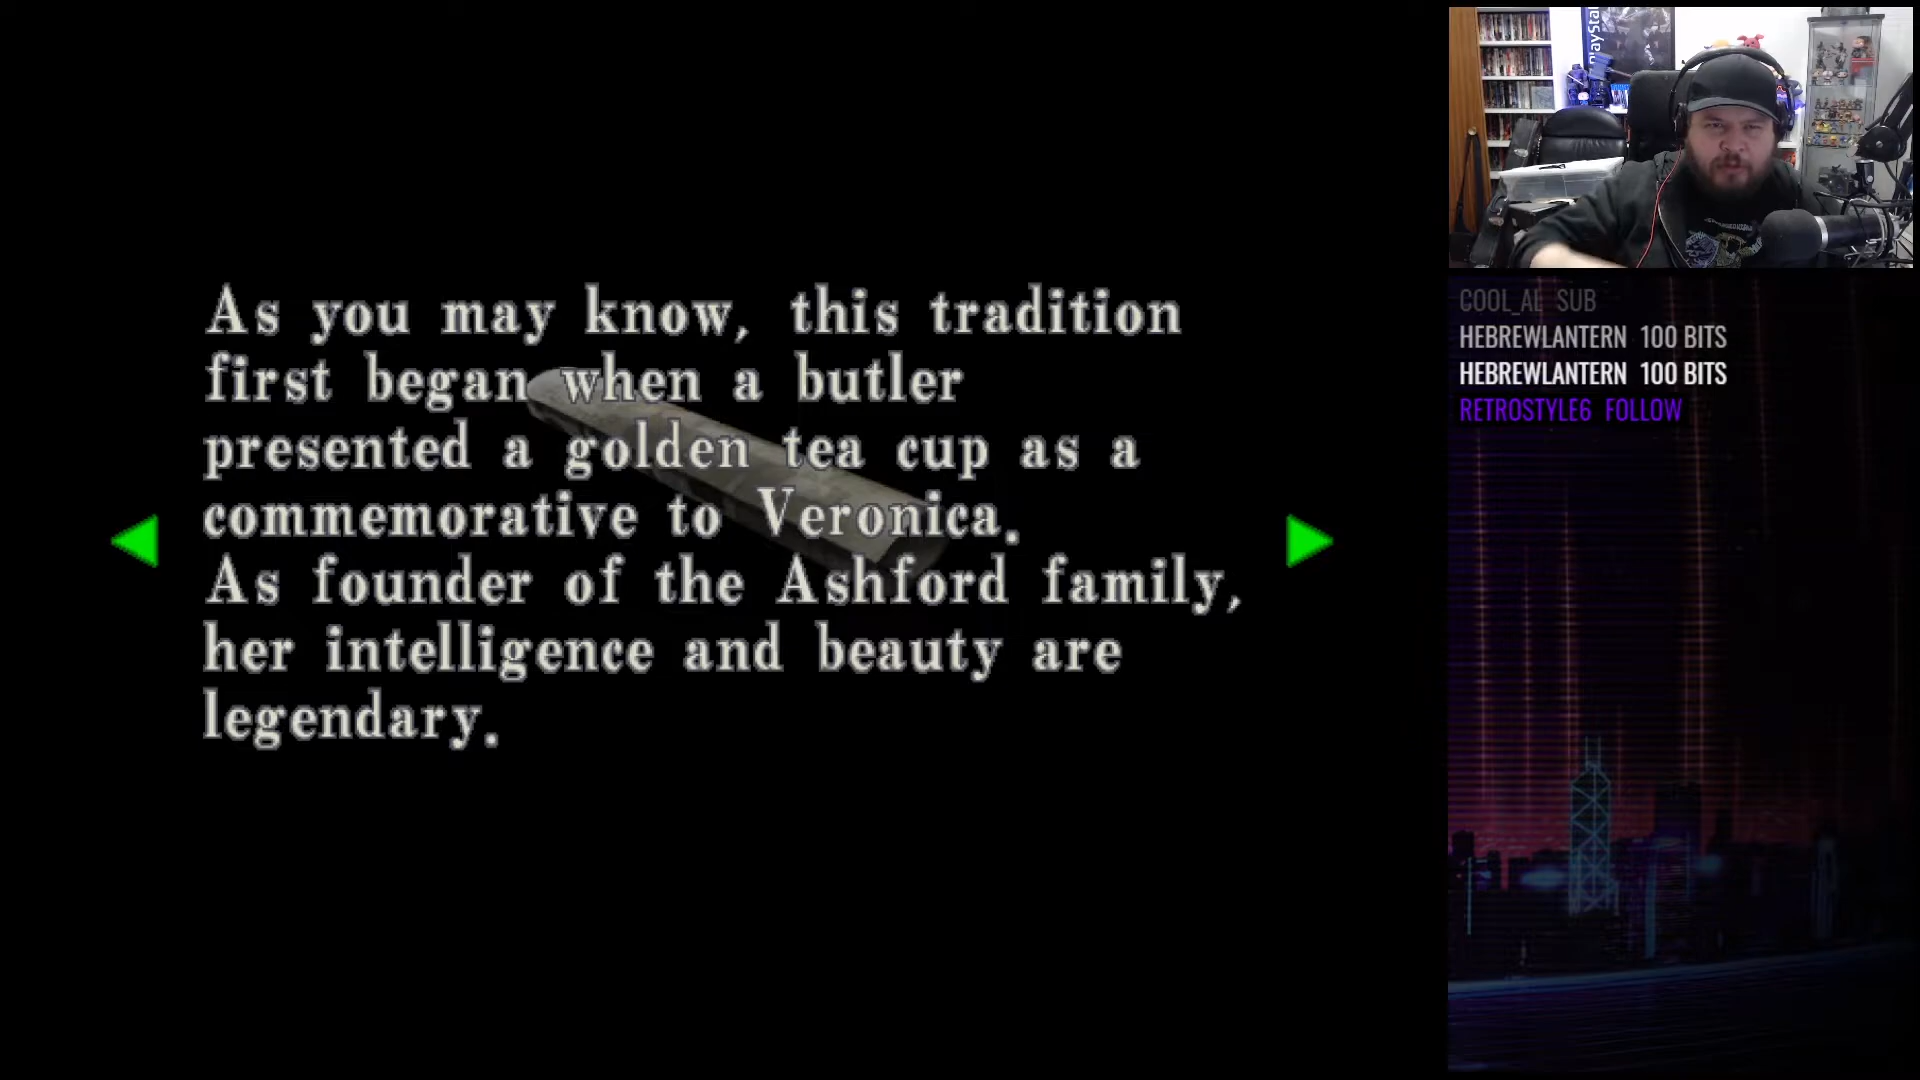 As you may know, this tradition
first began when a butler
presented a golden tea cup as a
commemorative to Veronica.
As founder of the Ashford family,
her intelligence and beauty are
legendary.
COOL_AL SUB
HEBREWLANTERN 100 BITS
HEBREWLANTERN 100 BITS
RETROSTYLE6 FOLLOW